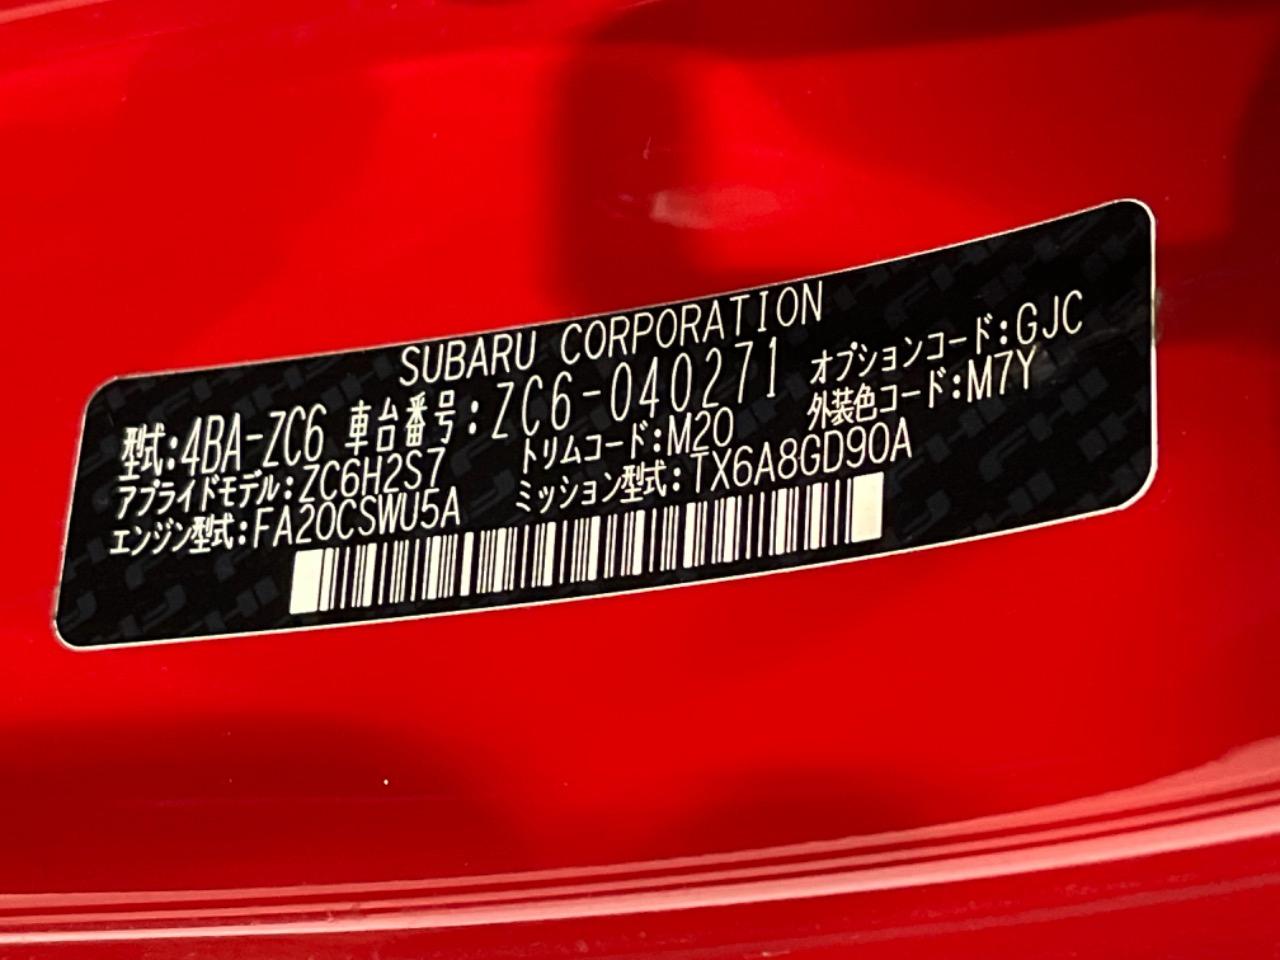 SUBARU CORPORATION
型式:4BA-ZC6 車台番号:ZC6-040271 オプションコード:GJC
アプライドモデル:ZC6H2S7 トリムコード:M20 外装色コード:M7Y
エンジン型式:FA20CSWU5A ミッション型式:TX6A8GD90A